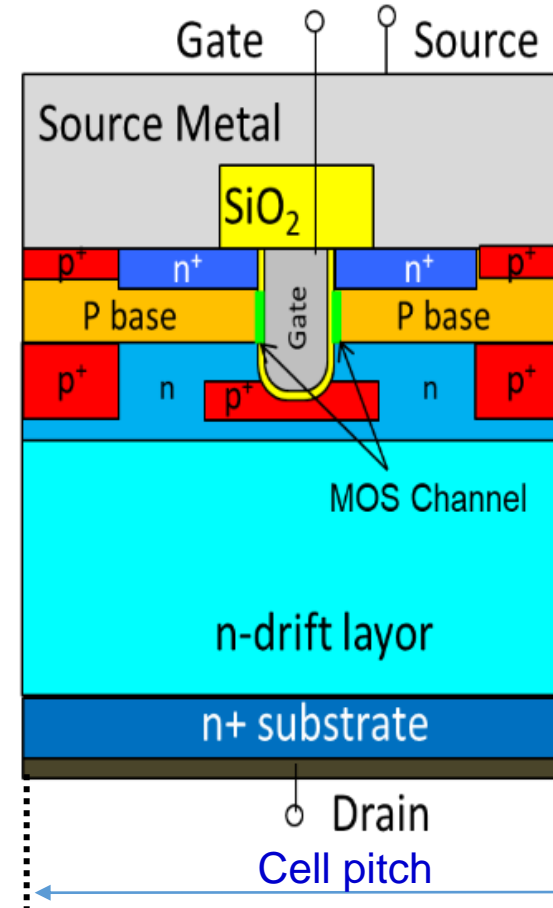 Gate
Source
Source Metal
SiO₂
p⁺
n⁺
n⁺
p⁺
P base
Gate
P base
p⁺
n
p⁺
n
p⁺
MOS Channel
n-drift layor
n+ substrate
Drain
Cell pitch